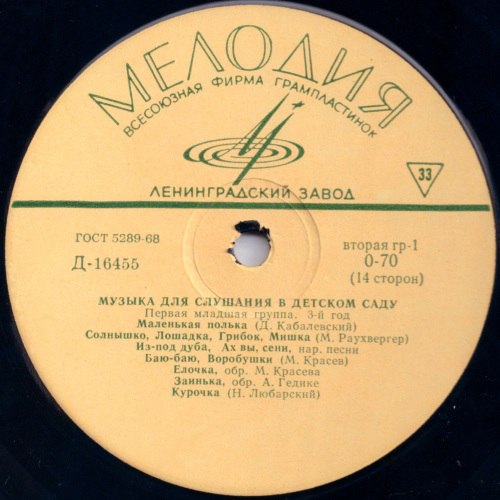 МЕЛОДИЯ
ВСЕСОЮЗНАЯ ФИРМА ГРАМПЛАСТИНОК
33
ЛЕНИНГРАДСКИЙ ЗАВОД
ГОСТ 5289-68
вторая гр-1
Д-16455
0-70
(14 сторон)
МУЗЫКА ДЛЯ СЛУШАНИЯ В ДЕТСКОМ САДУ
Первая младшая группа. 3-й год
Маленькая полька (Д. Кабалевский)
Солнышко, Лошадка, Грибок, Мишка (М. Раухвергер)
Из-под дуба, Ах вы, сени, нар. песни
Баю-баю, Воробушки (М. Красев)
Елочка, обр. М. Красева
Заинька, обр. А. Гедике
Курочка (Н. Любарский)